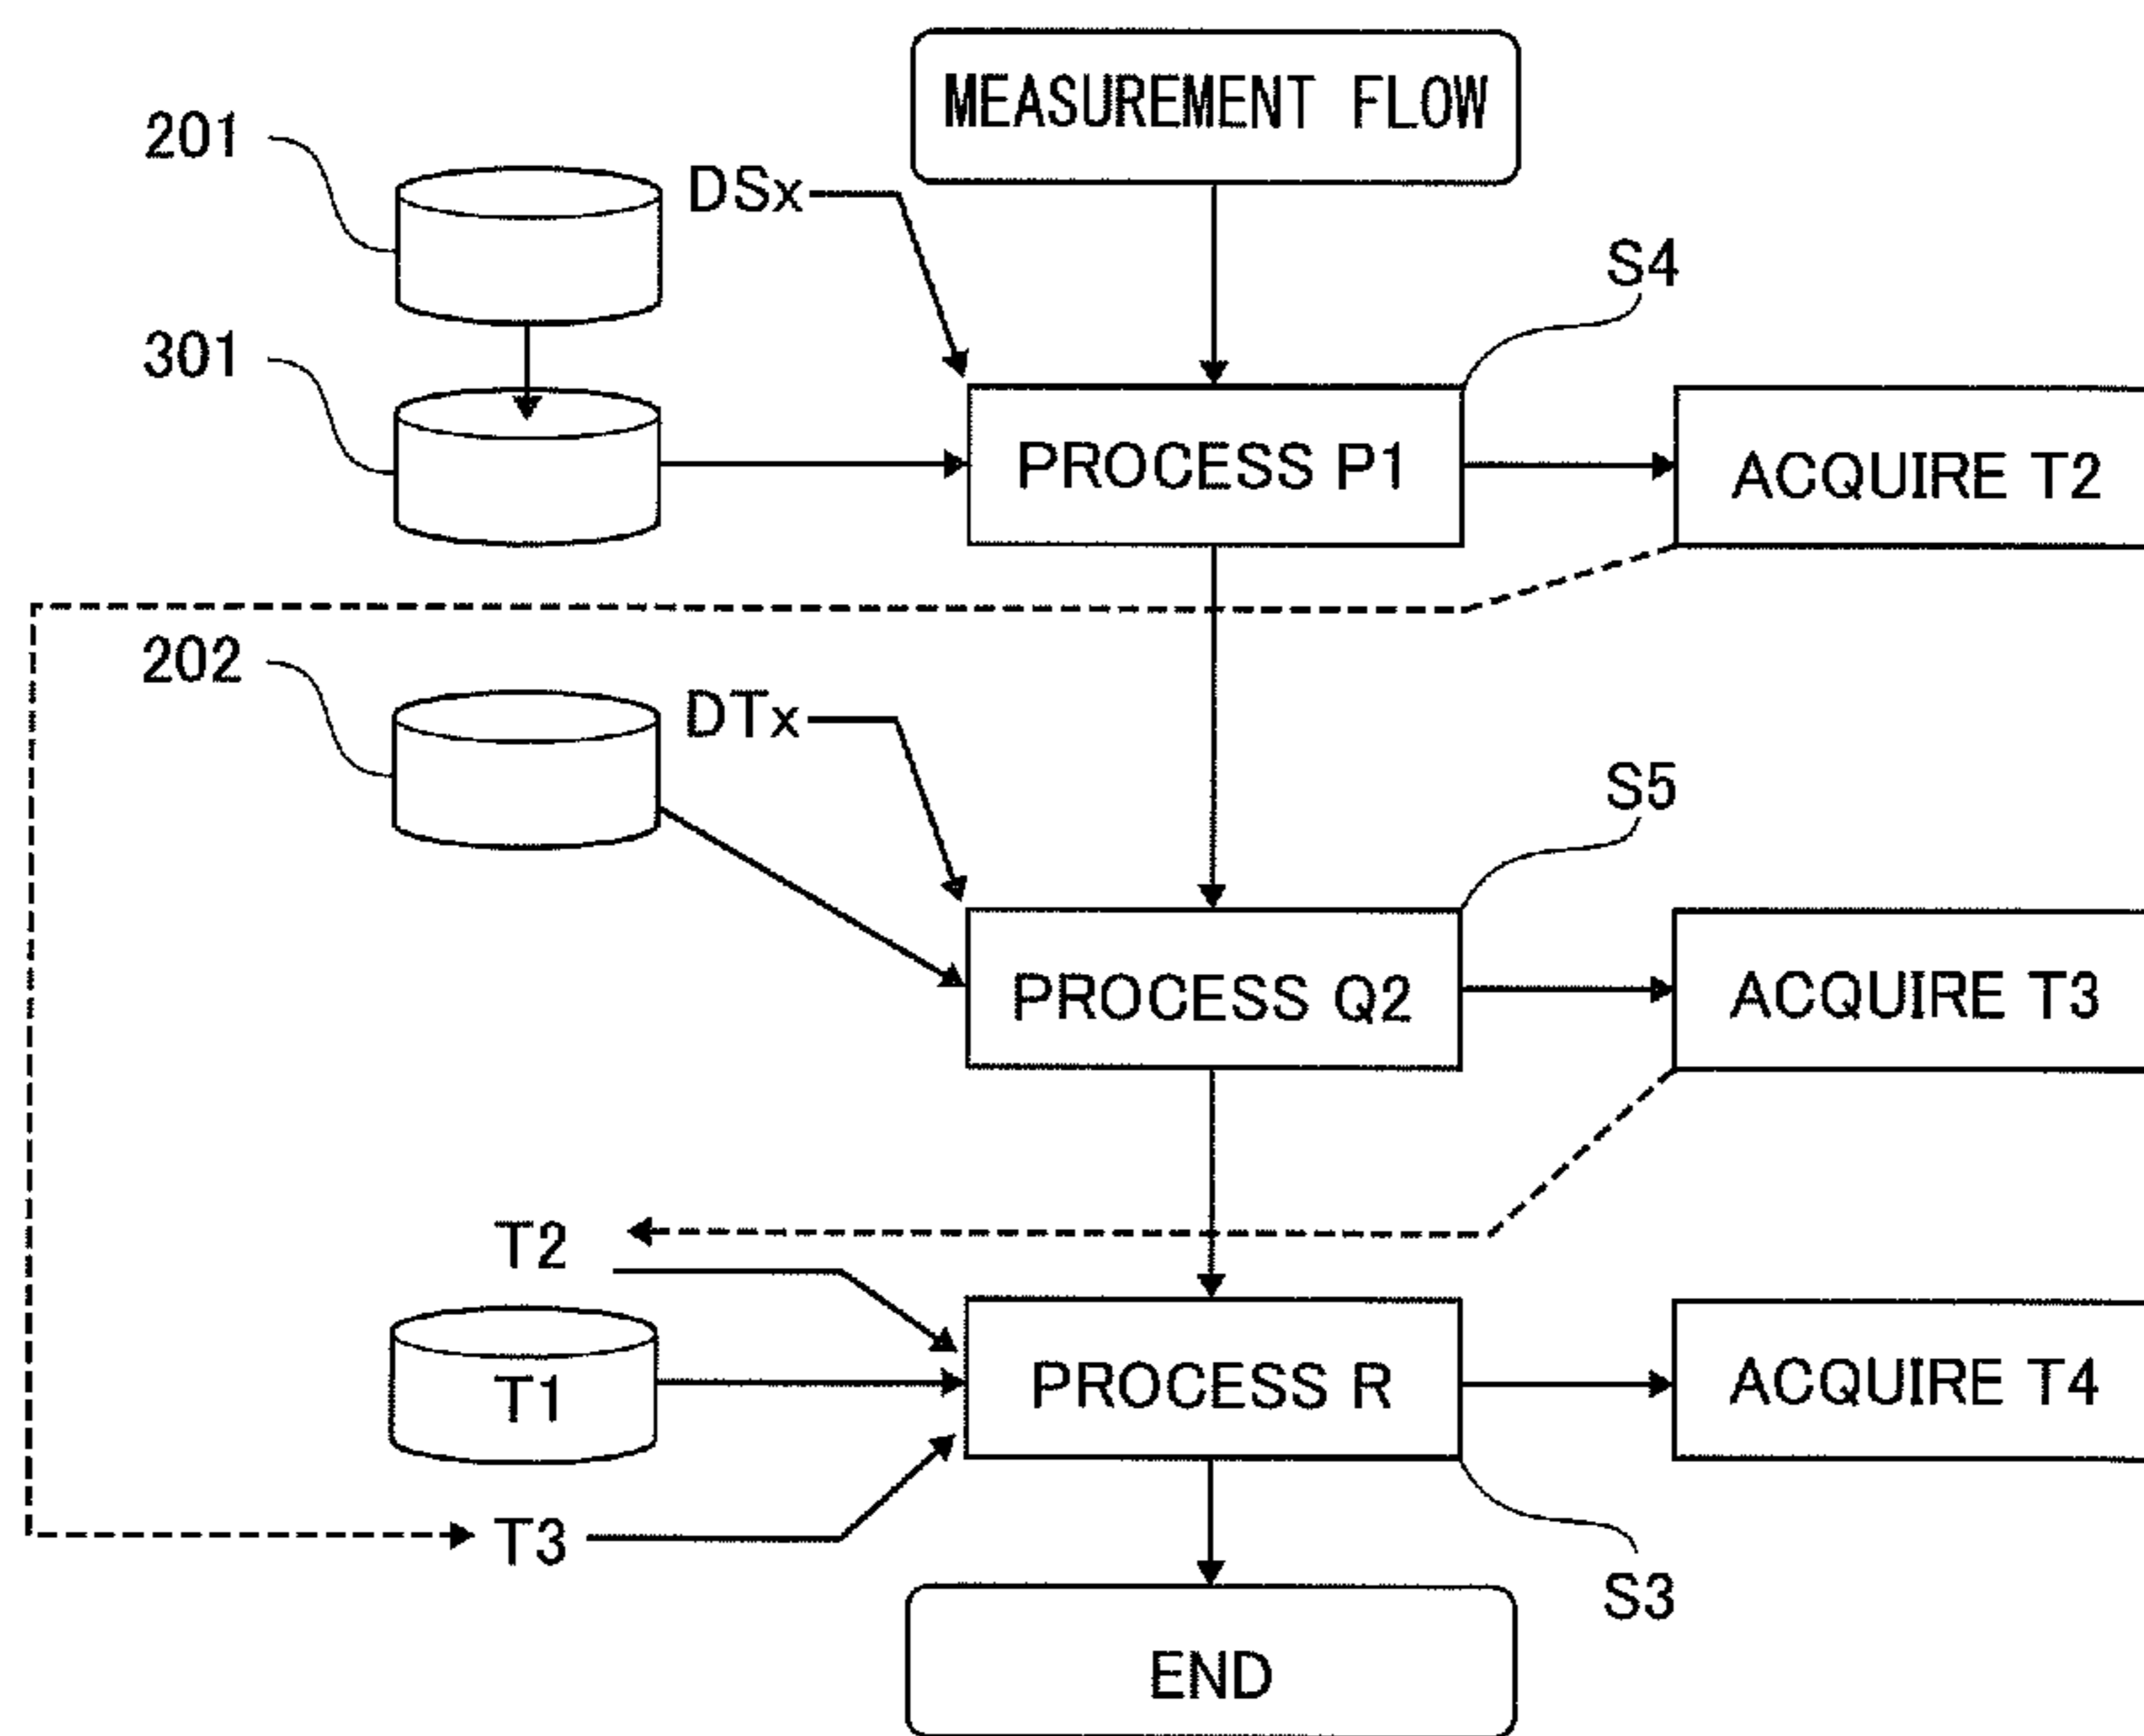 MEASUREMENT FLOW
201
DSx
S4
301
PROCESS P1
ACQUIRE T2
202
DTx
S5
PROCESS Q2
ACQUIRE T3
T2
T1
PROCESS R
ACQUIRE T4
T3
S3
END